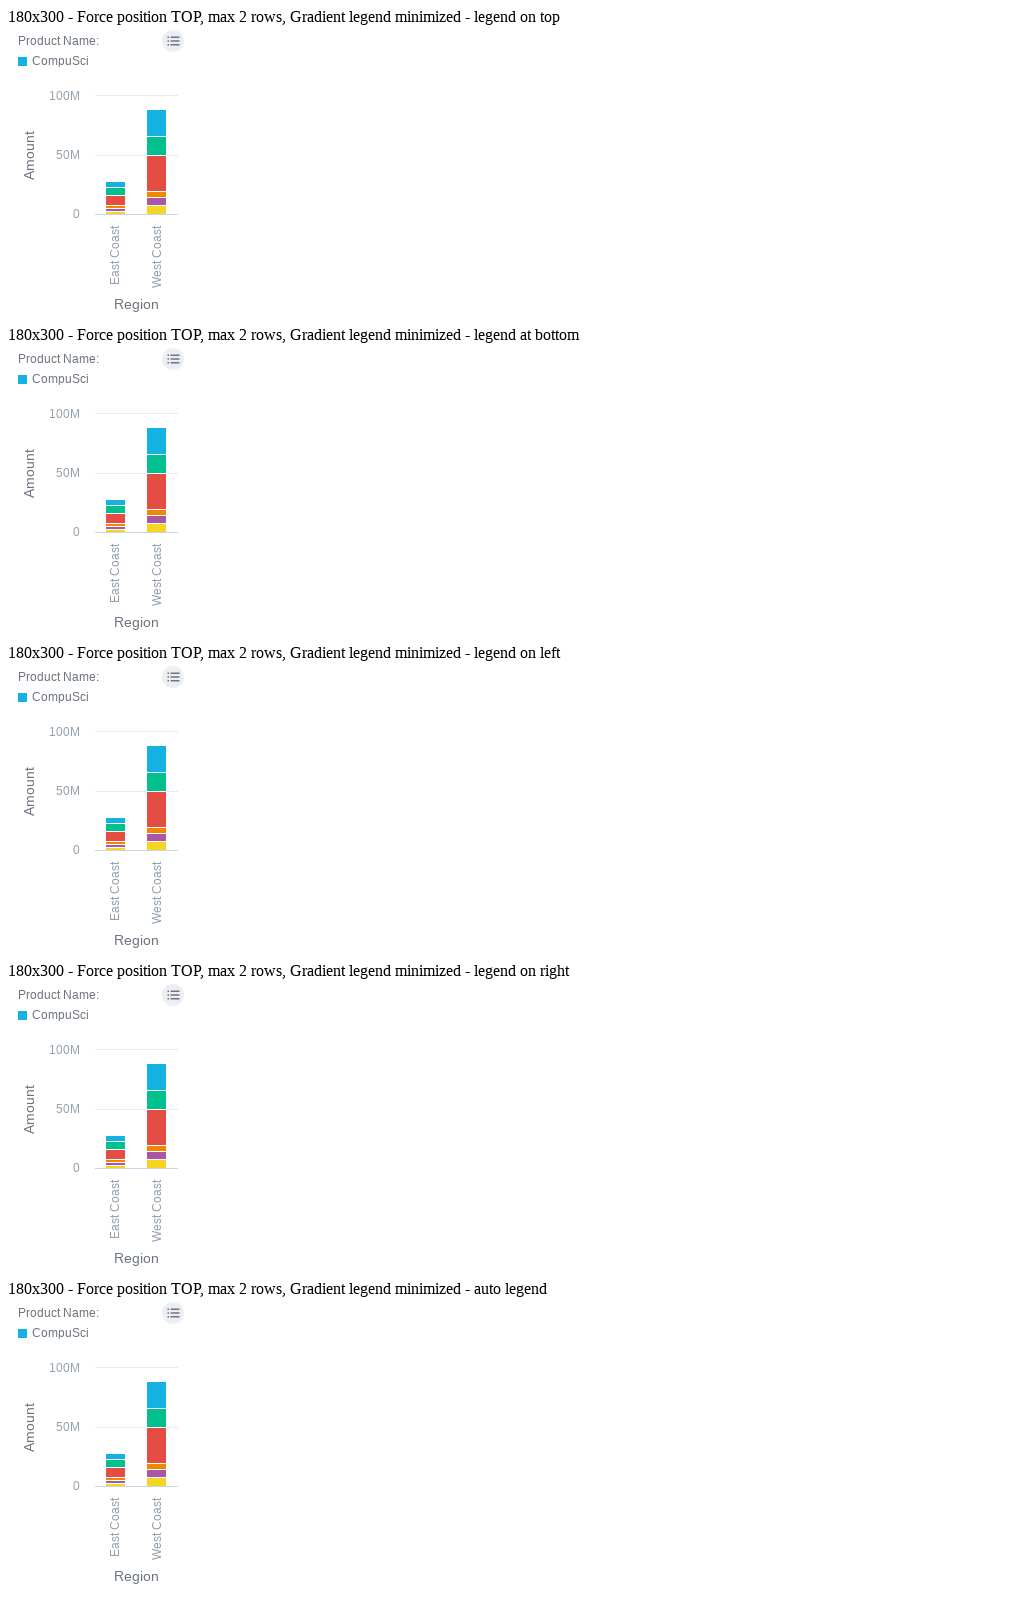 180x300 - Force position TOP, max 2 rows, Gradient legend minimized - legend on top
Product Name:
CompuSci
100M
50M
0
Amount
East Coast
West Coast
Region
180x300 - Force position TOP, max 2 rows, Gradient legend minimized - legend at bottom
Product Name:
CompuSci
100M
50M
0
Amount
East Coast
West Coast
Region
180x300 - Force position TOP, max 2 rows, Gradient legend minimized - legend on left
Product Name:
CompuSci
100M
50M
0
Amount
East Coast
West Coast
Region
180x300 - Force position TOP, max 2 rows, Gradient legend minimized - legend on right
Product Name:
CompuSci
100M
50M
0
Amount
East Coast
West Coast
Region
180x300 - Force position TOP, max 2 rows, Gradient legend minimized - auto legend
Product Name:
CompuSci
100M
50M
0
Amount
East Coast
West Coast
Region